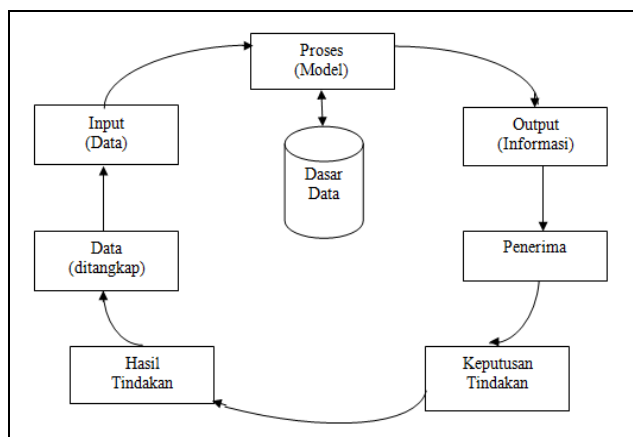 Proses
(Model)
Input
(Data)
Output
(Informasi)
Dasar
Data
Data
(ditangkap)
Penerima
Hasil
Tindakan
Keputusan
Tindakan